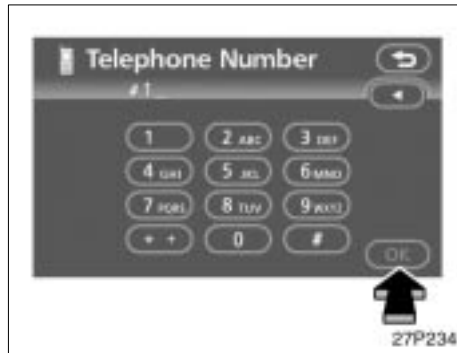 Telephone Number
#1
1 2 ABC 3 DEF
4 GHI 5 JKL 6 MNO
7 PQRS 8 TUV 9 WXYZ
* + 0 #
OK
27P234